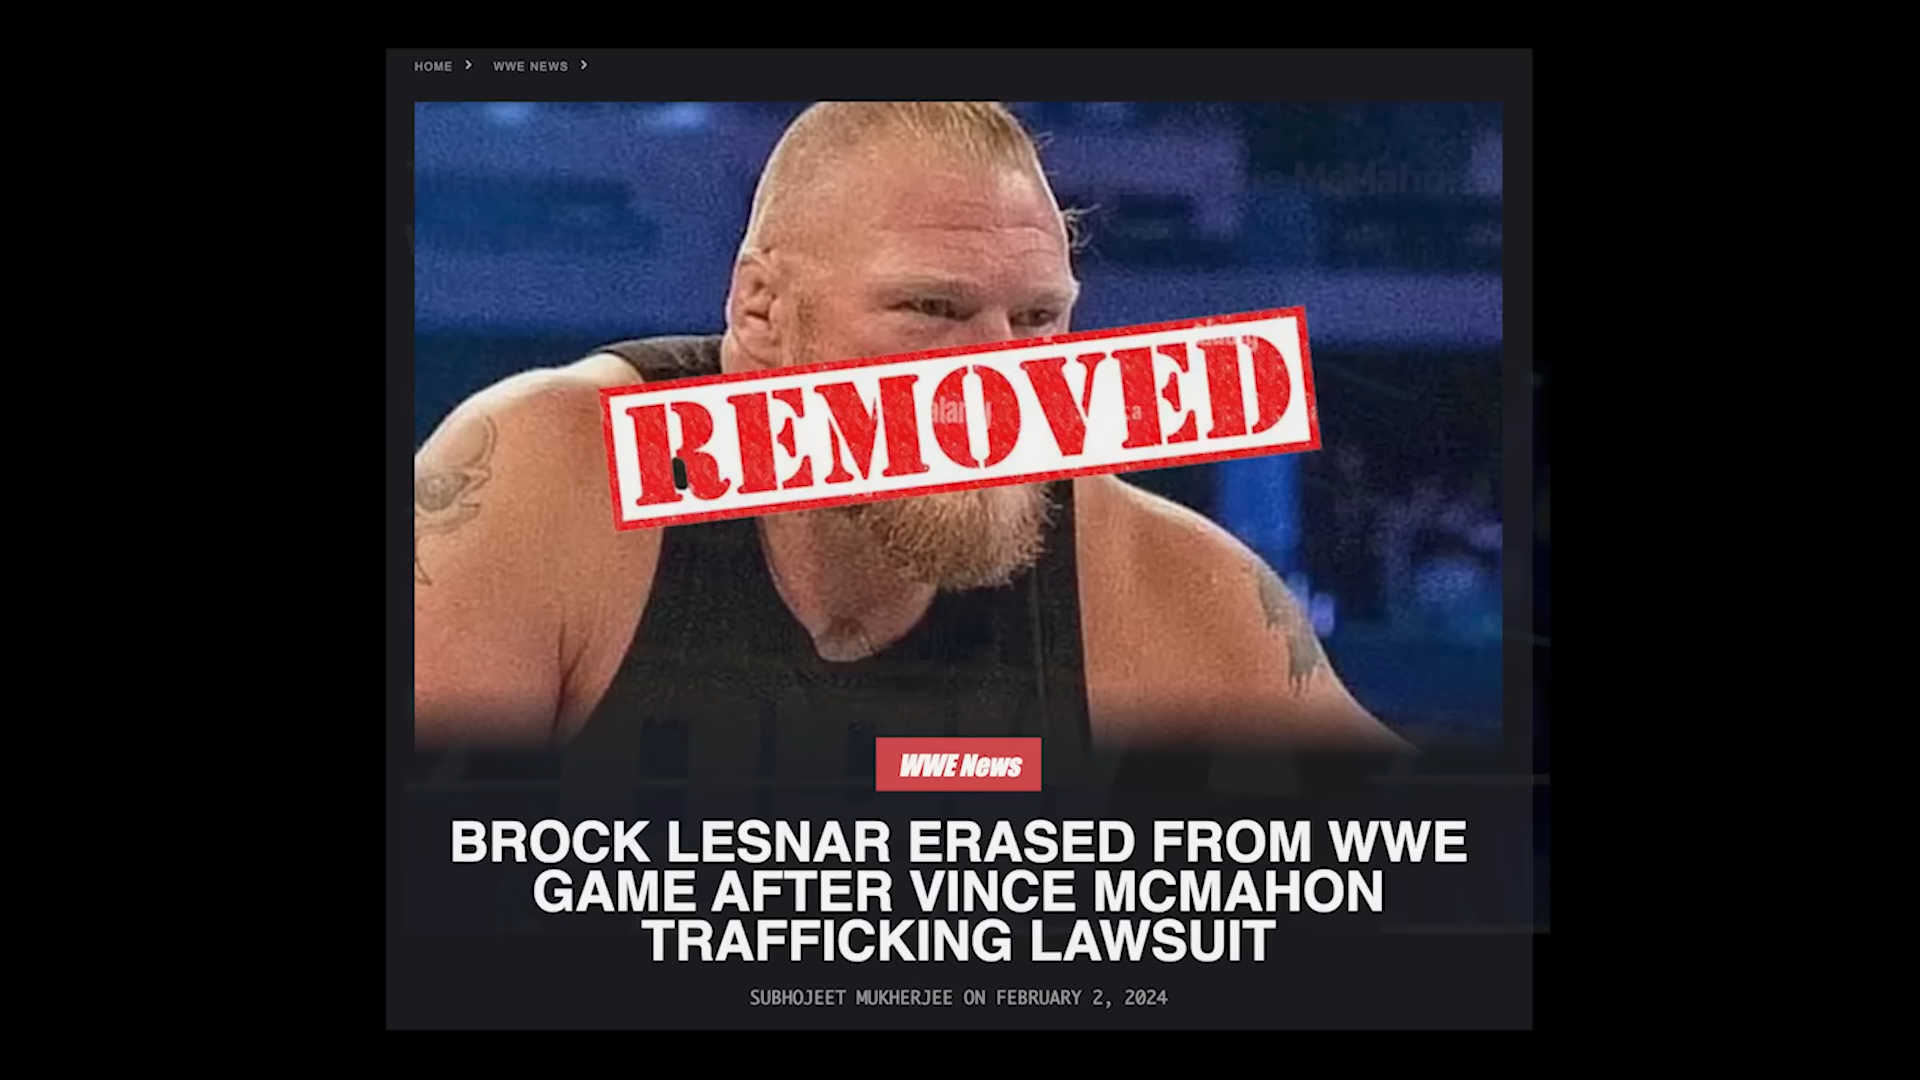 HOME > WWE NEWS >
REMOVED
WWE News
BROCK LESNAR ERASED FROM WWE
GAME AFTER VINCE MCMAHON
TRAFFICKING LAWSUIT
SUBHOJEET MUKHERJEE ON FEBRUARY 2, 2024